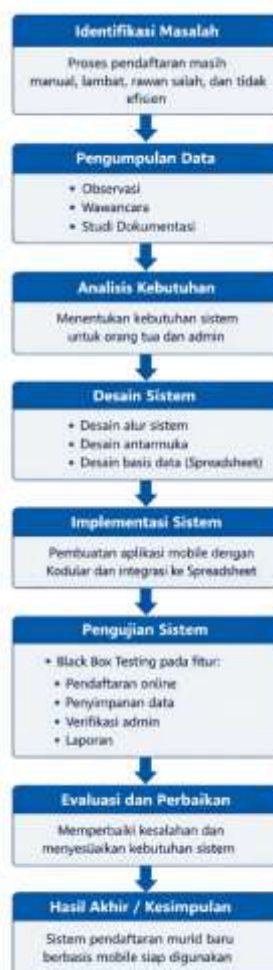 Identifikasi Masalah
Proses pendaftaran masih
manual, lambat, rawan salah, dan tidak
efisien
Pengumpulan Data
• Observasi
• Wawancara
• Studi Dokumentasi
Analisis Kebutuhan
Menentukan kebutuhan sistem
untuk orang tua dan admin
Desain Sistem
• Desain alur sistem
• Desain antarmuka
• Desain basis data (Spreadsheet)
Implementasi Sistem
Pembuatan aplikasi mobile dengan
Kodular dan integrasi ke Spreadsheet
Pengujian Sistem
• Black Box Testing pada fitur:
• Pendaftaran online
• Penyimpanan data
• Verifikasi admin
• Laporan
Evaluasi dan Perbaikan
Memperbaiki kesalahan dan
menyesuaikan kebutuhan sistem
Hasil Akhir / Kesimpulan
Sistem pendaftaran murid baru
berbasis mobile siap digunakan